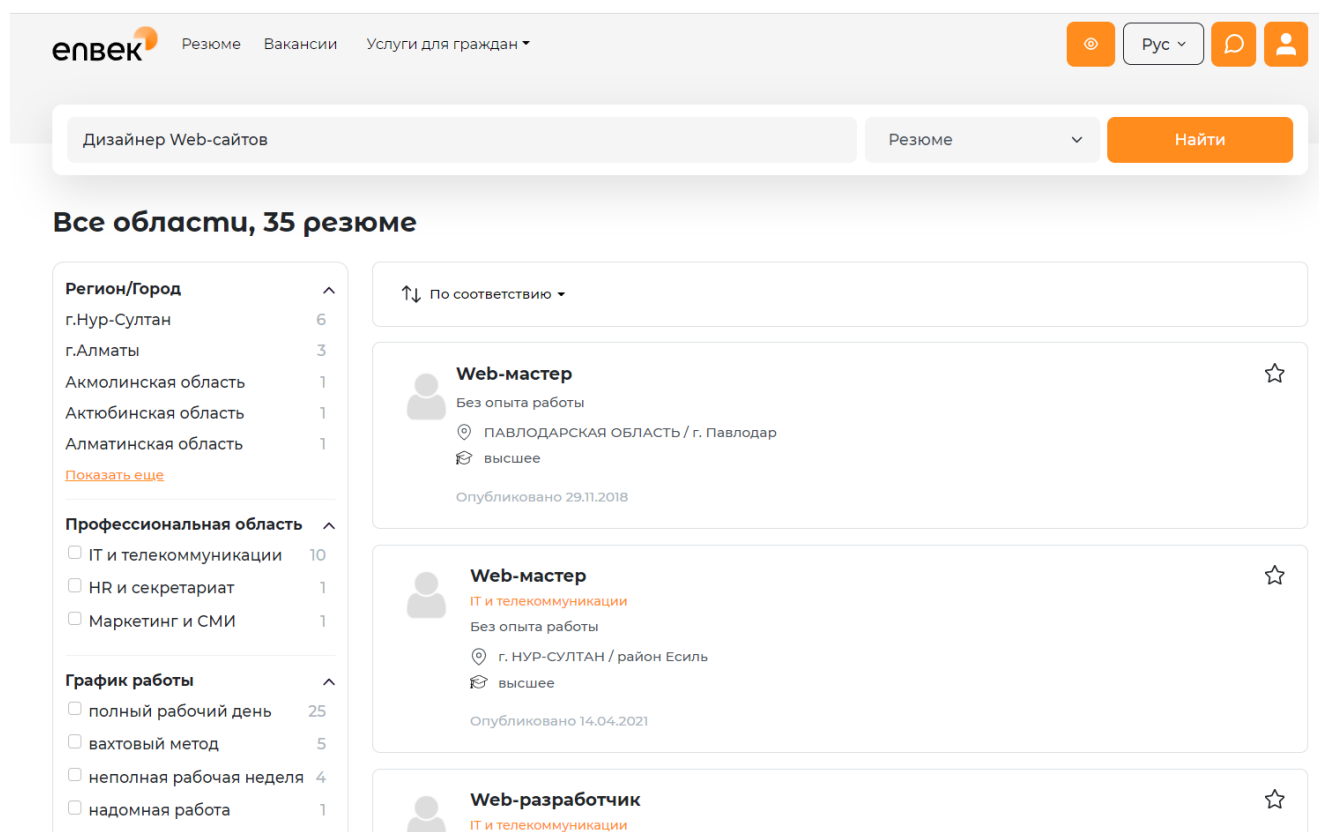 enbek
Резюме Вакансии Услуги для граждан
Рус
Дизайнер Web-сайтов
Резюме
Найти
Все области, 35 резюме
Регион/Город
г.Нур-Султан 6
г.Алматы 3
Акмолинская область 1
Актюбинская область 1
Алматинская область 1
Показать еще
Профессиональная область
IT и телекоммуникации 10
HR и секретариат 1
Маркетинг и СМИ 1
График работы
полный рабочий день 25
вахтовый метод 5
неполная рабочая неделя 4
надомная работа 1
По соответствию
Web-мастер
Без опыта работы
ПАВЛОДАРСКАЯ ОБЛАСТЬ / г. Павлодар
высшее
Опубликовано 29.11.2018
Web-мастер
IT и телекоммуникации
Без опыта работы
г. НУР-СУЛТАН / район Есиль
высшее
Опубликовано 14.04.2021
Web-разработчик
IT и телекоммуникации